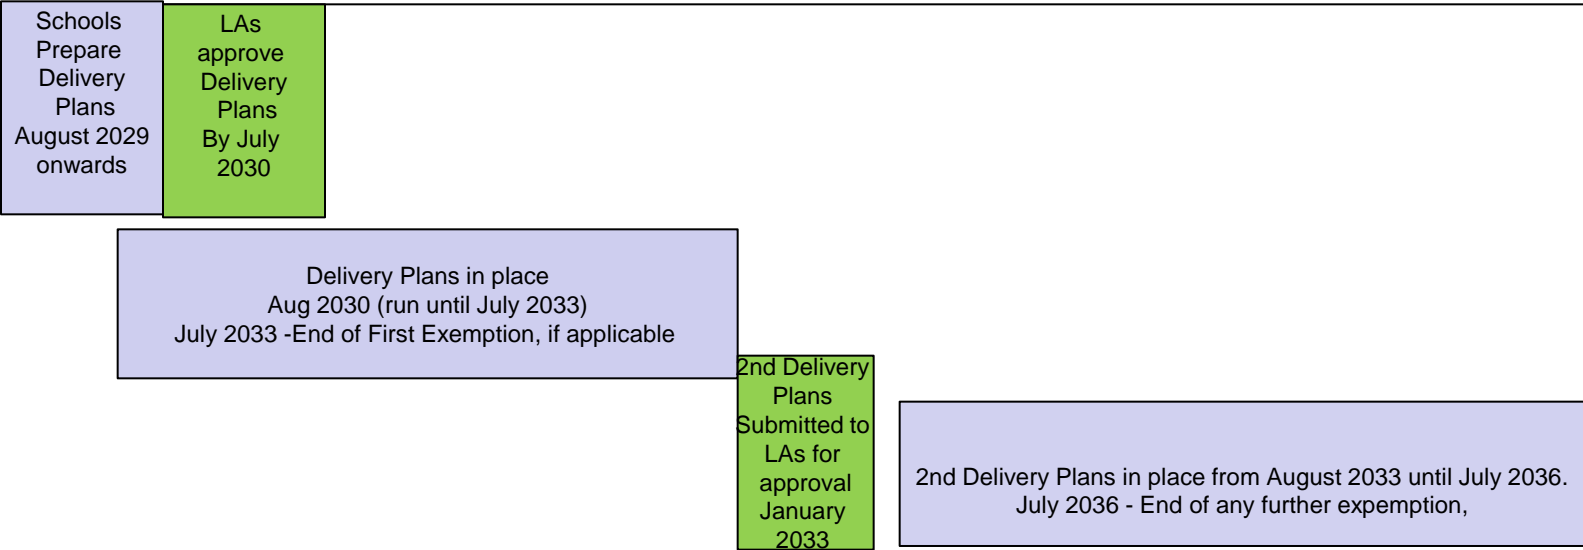 Schools
Prepare
Delivery
Plans
August 2029
onwards
LAs
approve
Delivery
Plans
By July
2030
Delivery Plans in place
Aug 2030 (run until July 2033)
July 2033 -End of First Exemption, if applicable
2nd Delivery
Plans
Submitted to
LAs for
approval
January
2033
2nd Delivery Plans in place from August 2033 until July 2036.
July 2036 - End of any further expemption,